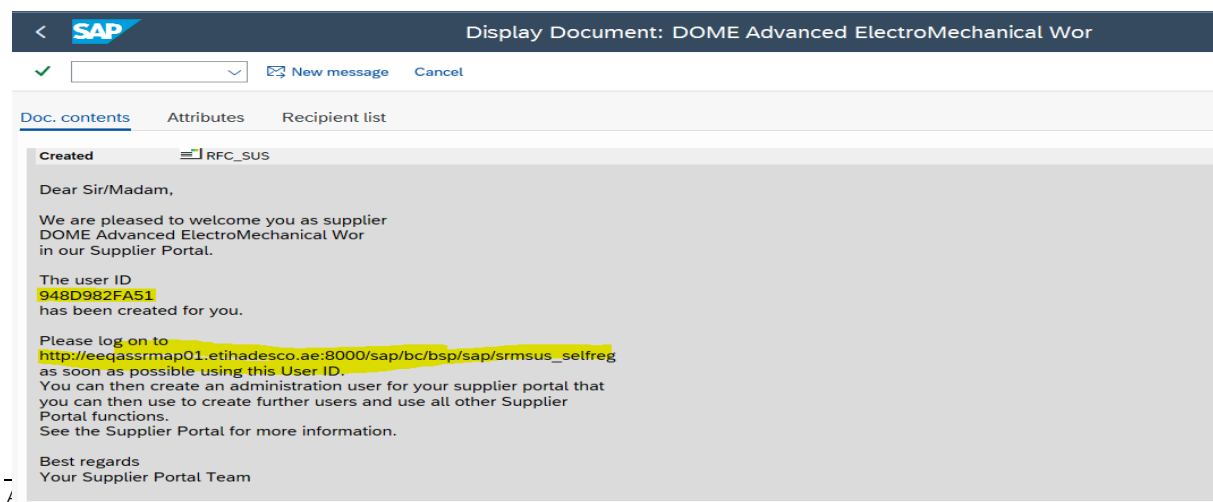 SAP
Display Document: DOME Advanced ElectroMechanical Wor
New message Cancel
Doc. contents Attributes Recipient list
Created RFC_SUS
Dear Sir/Madam,
We are pleased to welcome you as supplier
DOME Advanced ElectroMechanical Wor
in our Supplier Portal.
The user ID
948D982FA51
has been created for you.
Please log on to
http://eeqassrmap01.etihadesco.ae:8000/sap/bc/bsp/sap/srmsus_selfreg
as soon as possible using this User ID.
You can then create an administration user for your supplier portal that
you can then use to create further users and use all other Supplier
Portal functions.
See the Supplier Portal for more information.
Best regards
Your Supplier Portal Team